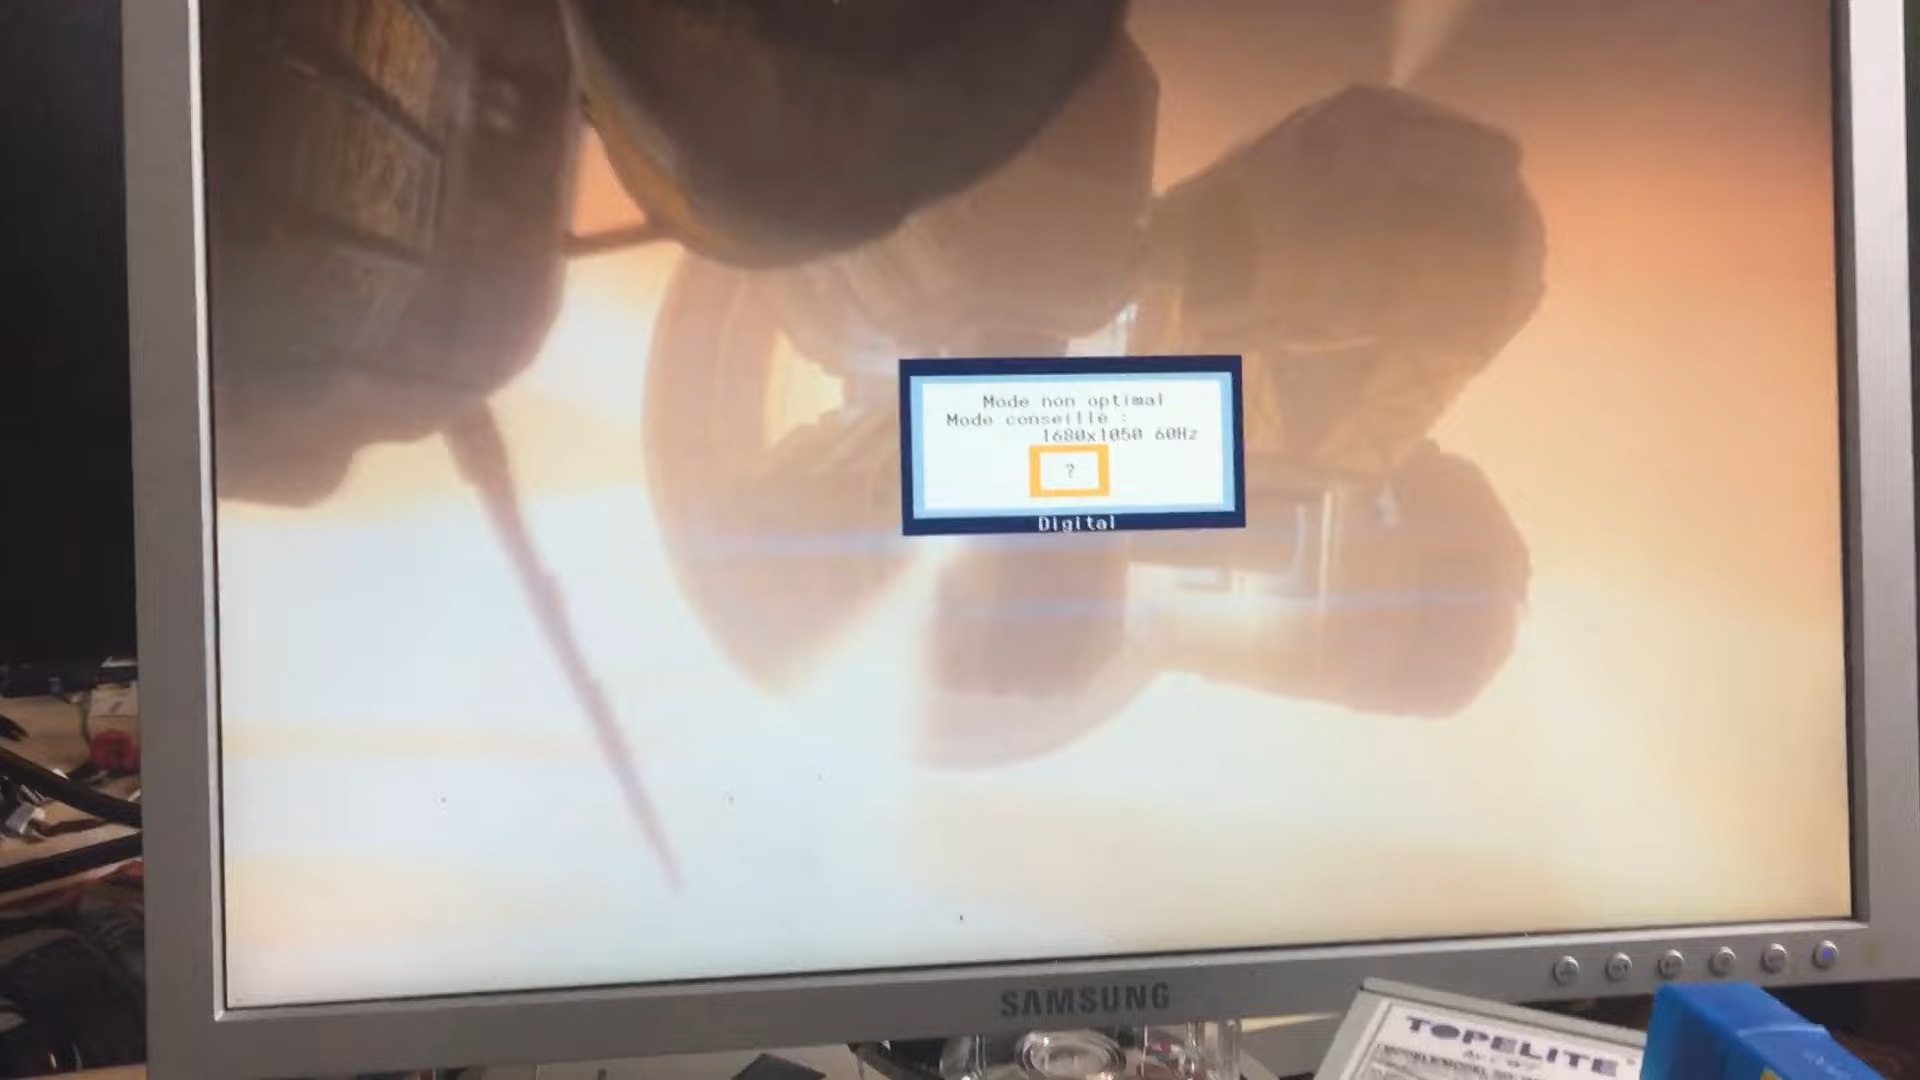 Mode non optimal
Mode conseillé :
1680x1050 60Hz
?
Digital
SAMSUNG
TOPELITE